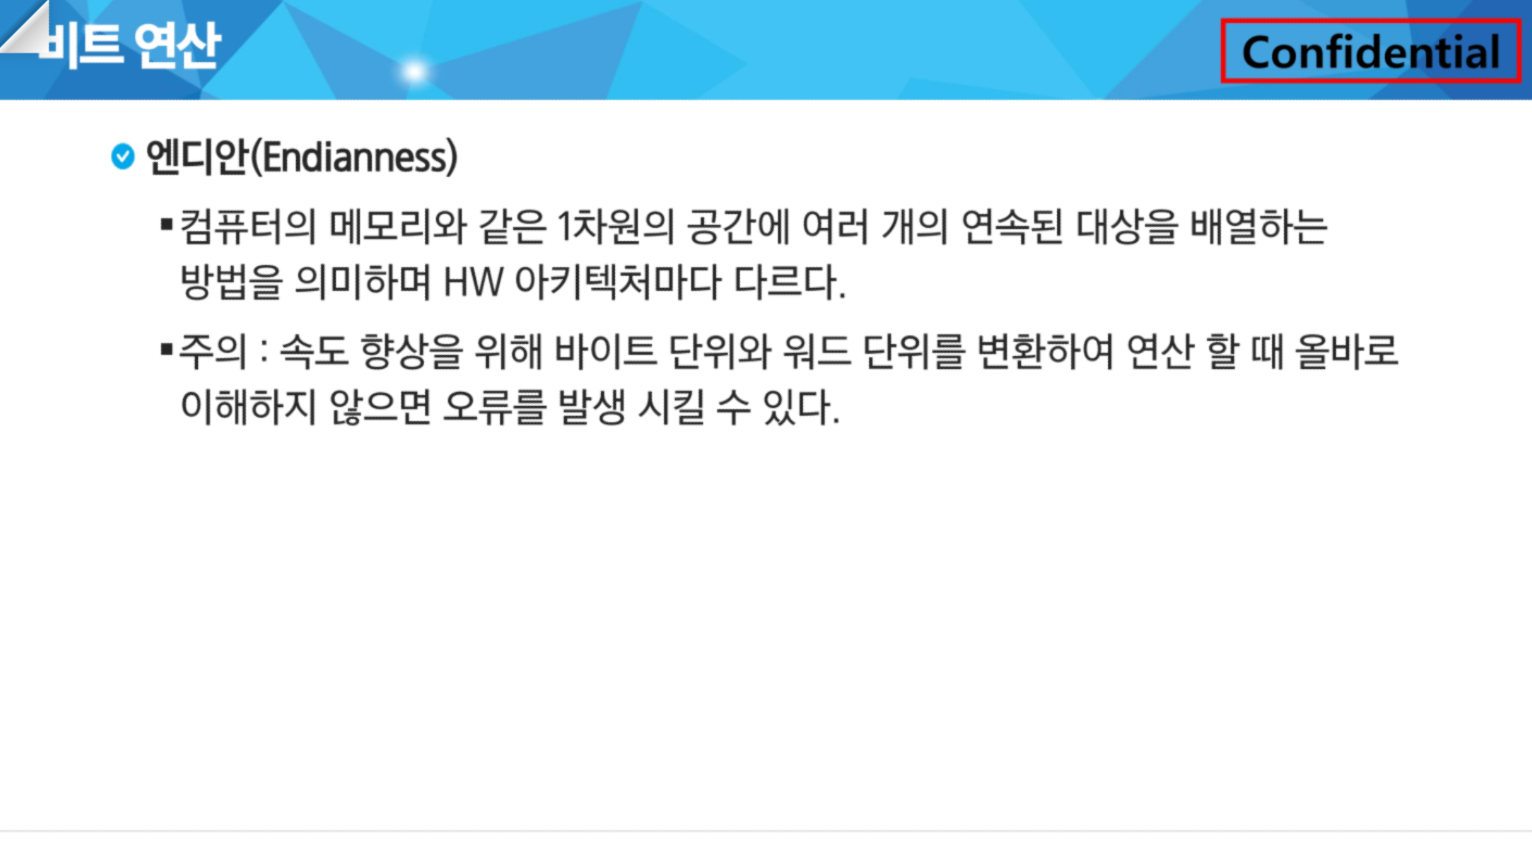 비트 연산
Confidential
엔디안(Endianness)
▪컴퓨터의 메모리와 같은 1차원의 공간에 여러 개의 연속된 대상을 배열하는
방법을 의미하며 HW 아키텍처마다 다르다.
▪주의 : 속도 향상을 위해 바이트 단위와 워드 단위를 변환하여 연산 할 때 올바로
이해하지 않으면 오류를 발생 시킬 수 있다.